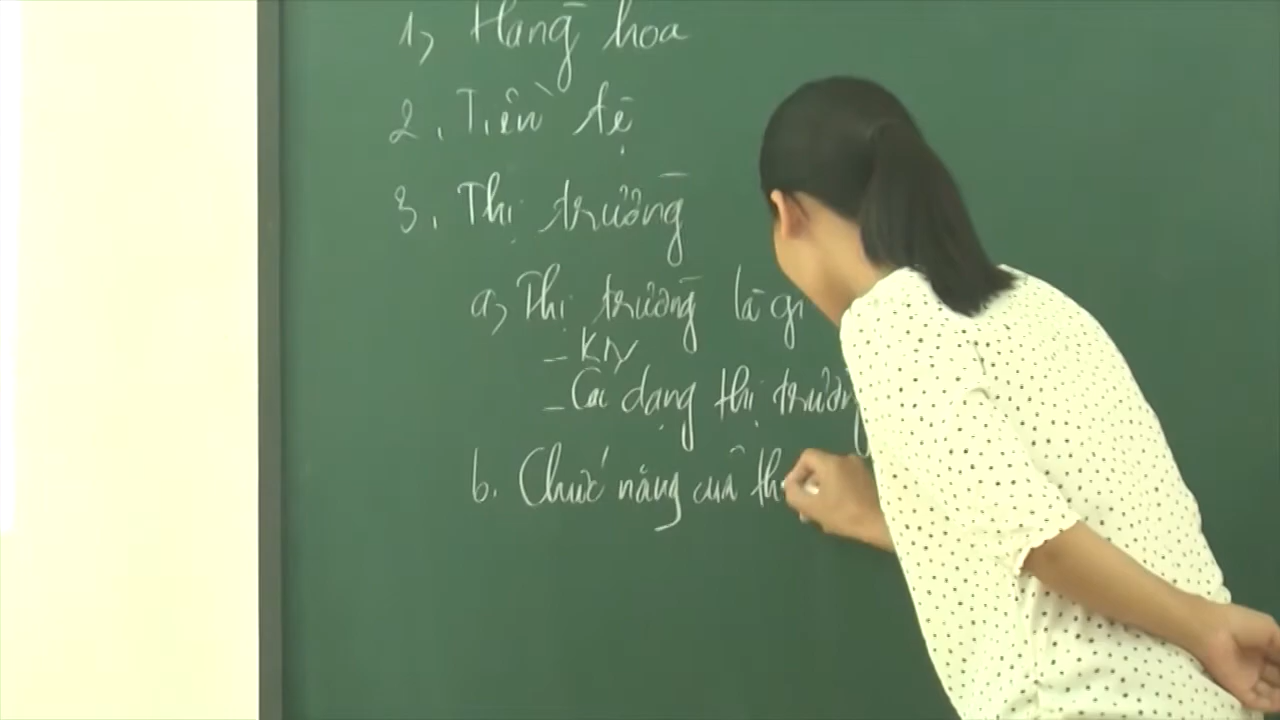 1, Hàng hóa
2. Tiền tệ
3. Thị trường
a, Thị trường là gì
- KN
- Các dạng thị trường
b. Chức năng của th